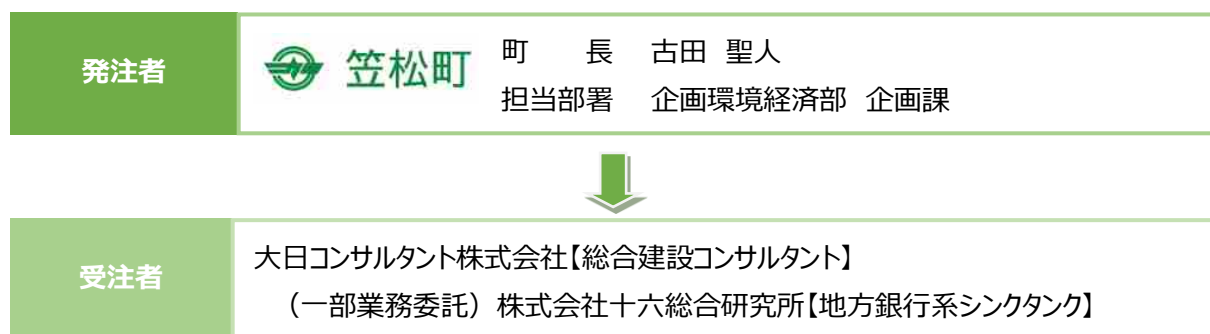 発注者
笠松町
町　　長　古田 聖人
担当部署　企画環境経済部 企画課
受注者
大日コンサルタント株式会社【総合建設コンサルタント】
（一部業務委託）株式会社十六総合研究所【地方銀行系シンクタンク】